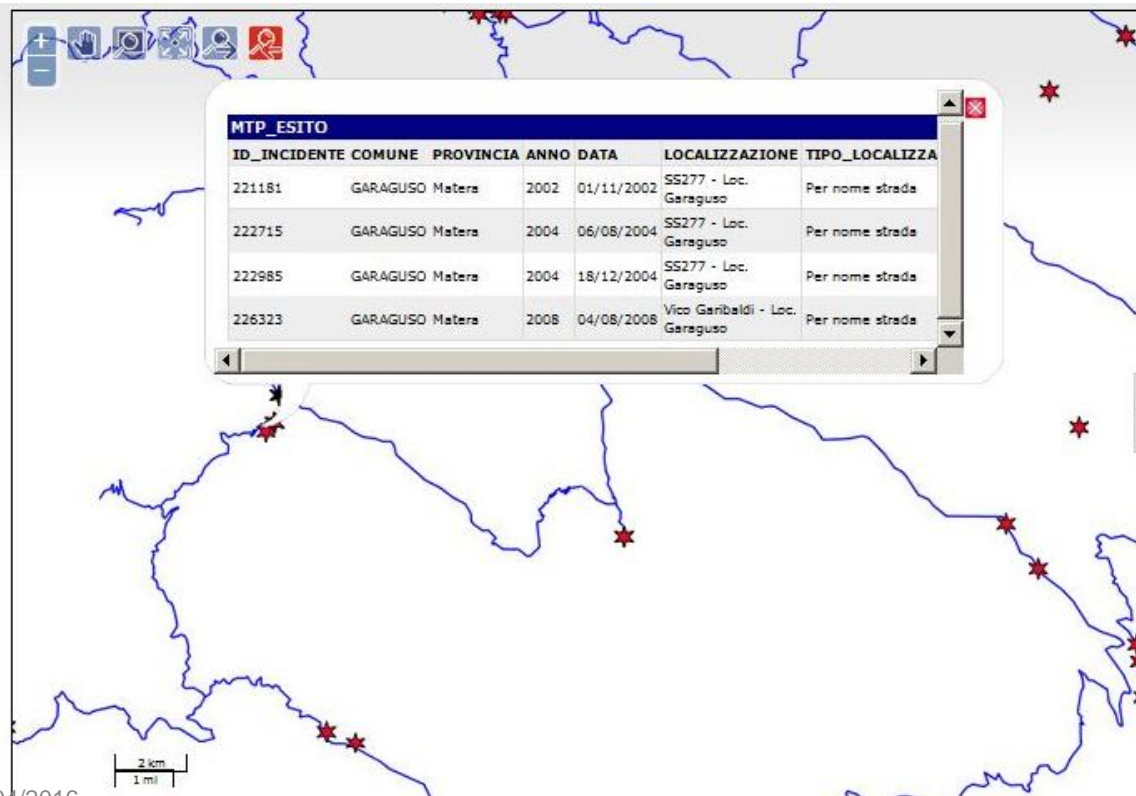 MTP_ESITO
ID_INCIDENTE COMUNE PROVINCIA ANNO DATA LOCALIZZAZIONE TIPO_LOCALIZZA
221181 GARAGUSO Matera 2002 01/11/2002 SS277 - Loc. Garaguso Per nome strada
222715 GARAGUSO Matera 2004 06/08/2004 SS277 - Loc. Garaguso Per nome strada
222985 GARAGUSO Matera 2004 18/12/2004 SS277 - Loc. Garaguso Per nome strada
226323 GARAGUSO Matera 2008 04/08/2008 Vico Garibaldi - Loc. Garaguso Per nome strada
2 km
1 mi
/2016